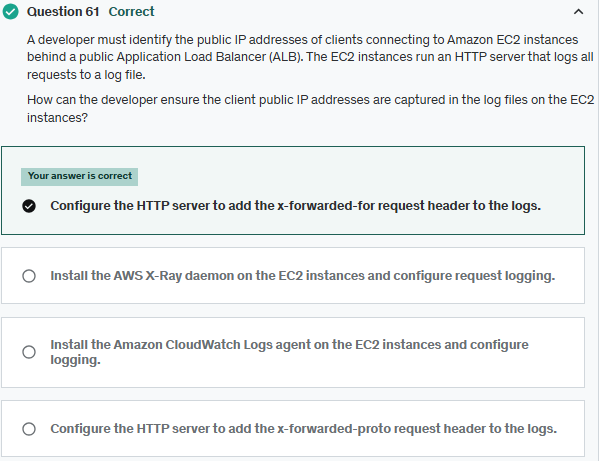 Question 61 Correct
A developer must identify the public IP addresses of clients connecting to Amazon EC2 instances
behind a public Application Load Balancer (ALB). The EC2 instances run an HTTP server that logs all
requests to a log file.
How can the developer ensure the client public IP addresses are captured in the log files on the EC2
instances?
Your answer is correct
Configure the HTTP server to add the x-forwarded-for request header to the logs.
Install the AWS X-Ray daemon on the EC2 instances and configure request logging.
Install the Amazon CloudWatch Logs agent on the EC2 instances and configure
logging.
Configure the HTTP server to add the x-forwarded-proto request header to the logs.